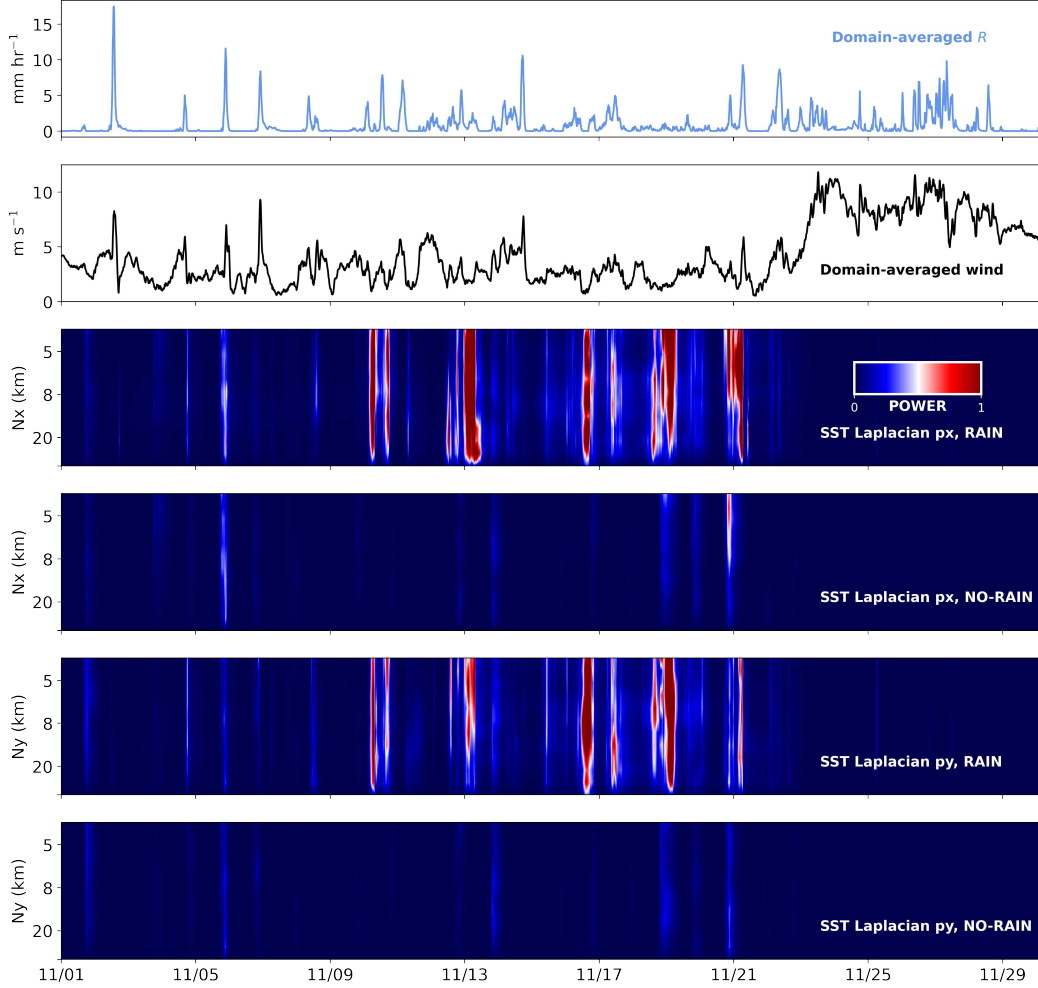 mm hr⁻¹
15
10
5
0
Domain-averaged R
m s⁻¹
10
5
0
Domain-averaged wind
Nx (km)
5
8
20
0 POWER 1
SST Laplacian px, RAIN
Nx (km)
5
8
20
SST Laplacian px, NO-RAIN
Ny (km)
5
8
20
SST Laplacian py, RAIN
Ny (km)
5
8
20
SST Laplacian py, NO-RAIN
11/01 11/05 11/09 11/13 11/17 11/21 11/25 11/29